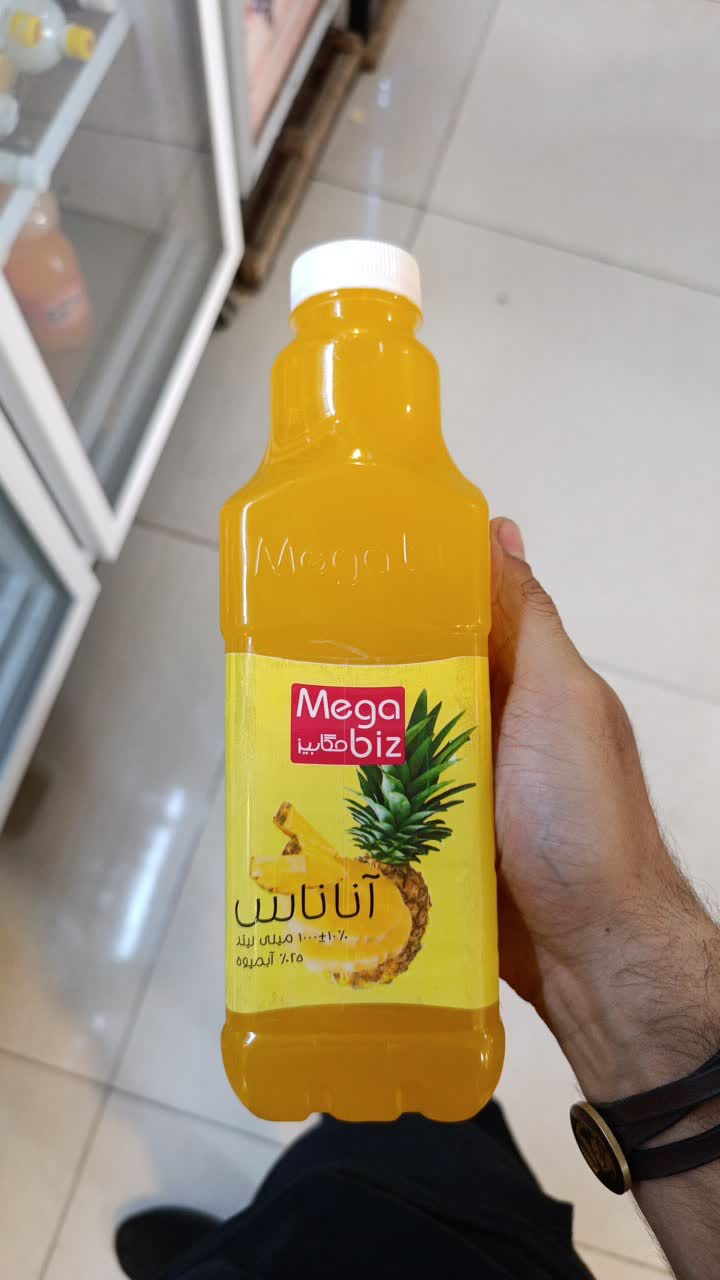 Mega b
Mega
مگابیز biz
آناناس
۱۰۰۰±۱۰٪ میلی لیتر
۲۵٪ آبمیوه